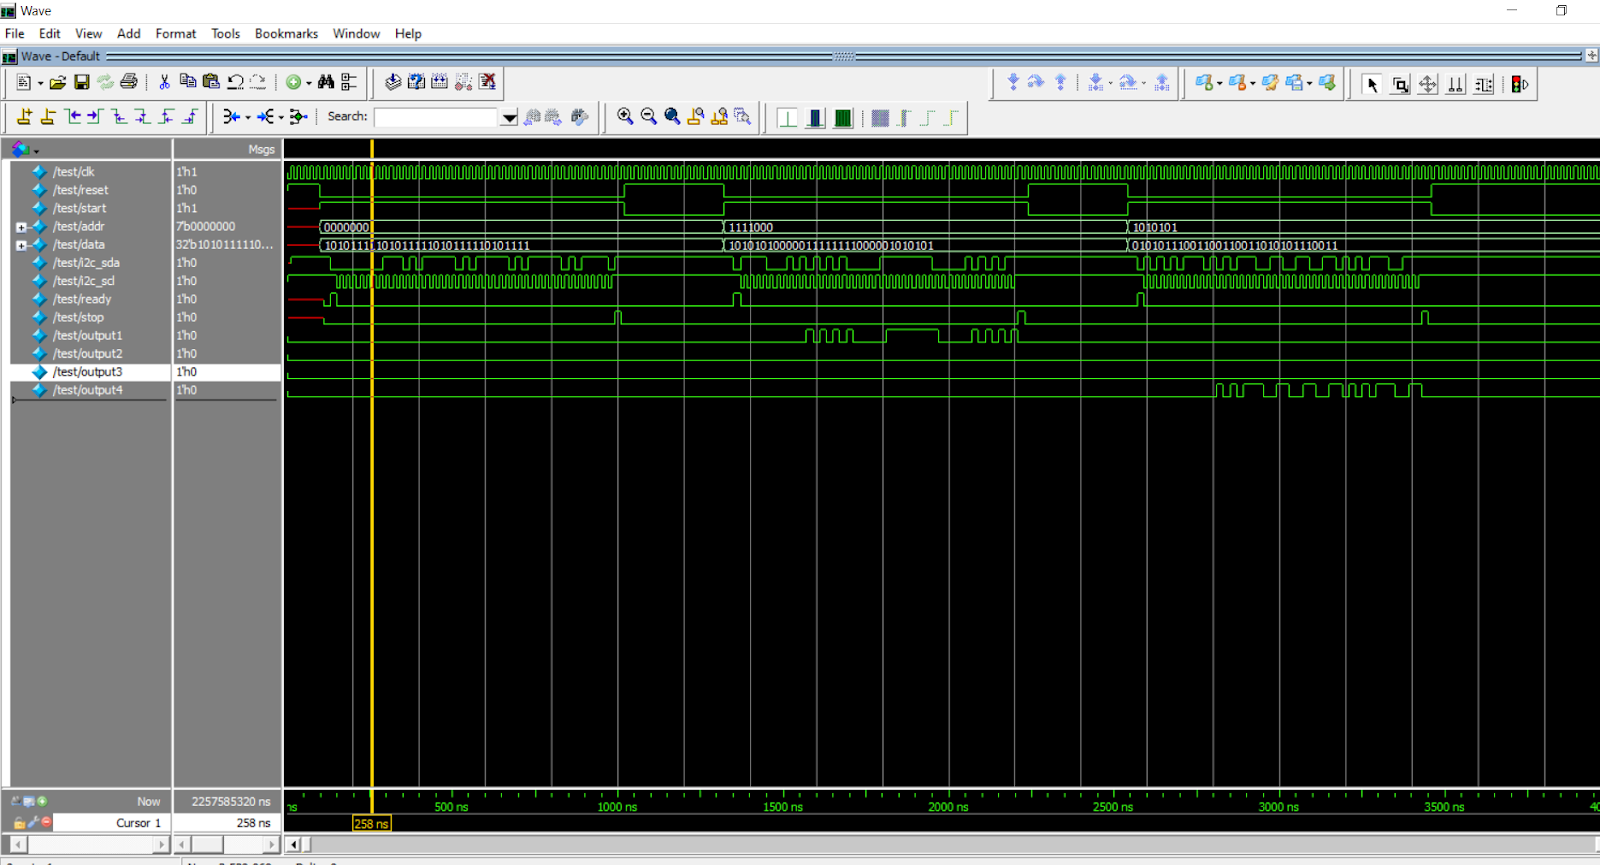 Wave
File Edit View Add Format Tools Bookmarks Window Help
Wave - Default
Search:
Msgs
/test/clk 1'h1
/test/reset 1'h0
/test/start 1'h1
/test/addr 7'b0000000 0000000 1111000 1010101
/test/data 32'b1010111110...
/test/i2c_sda 1'h0
/test/i2c_scl 1'h0
/test/ready 1'h0
/test/stop 1'h0
/test/output1 1'h0
/test/output2 1'h0
/test/output3 1'h0
/test/output4 1'h0
Now 2257585320 ns
ns 500 ns 1000 ns 1500 ns 2000 ns 2500 ns 3000 ns 3500 ns 40
Cursor 1 258 ns 258 ns